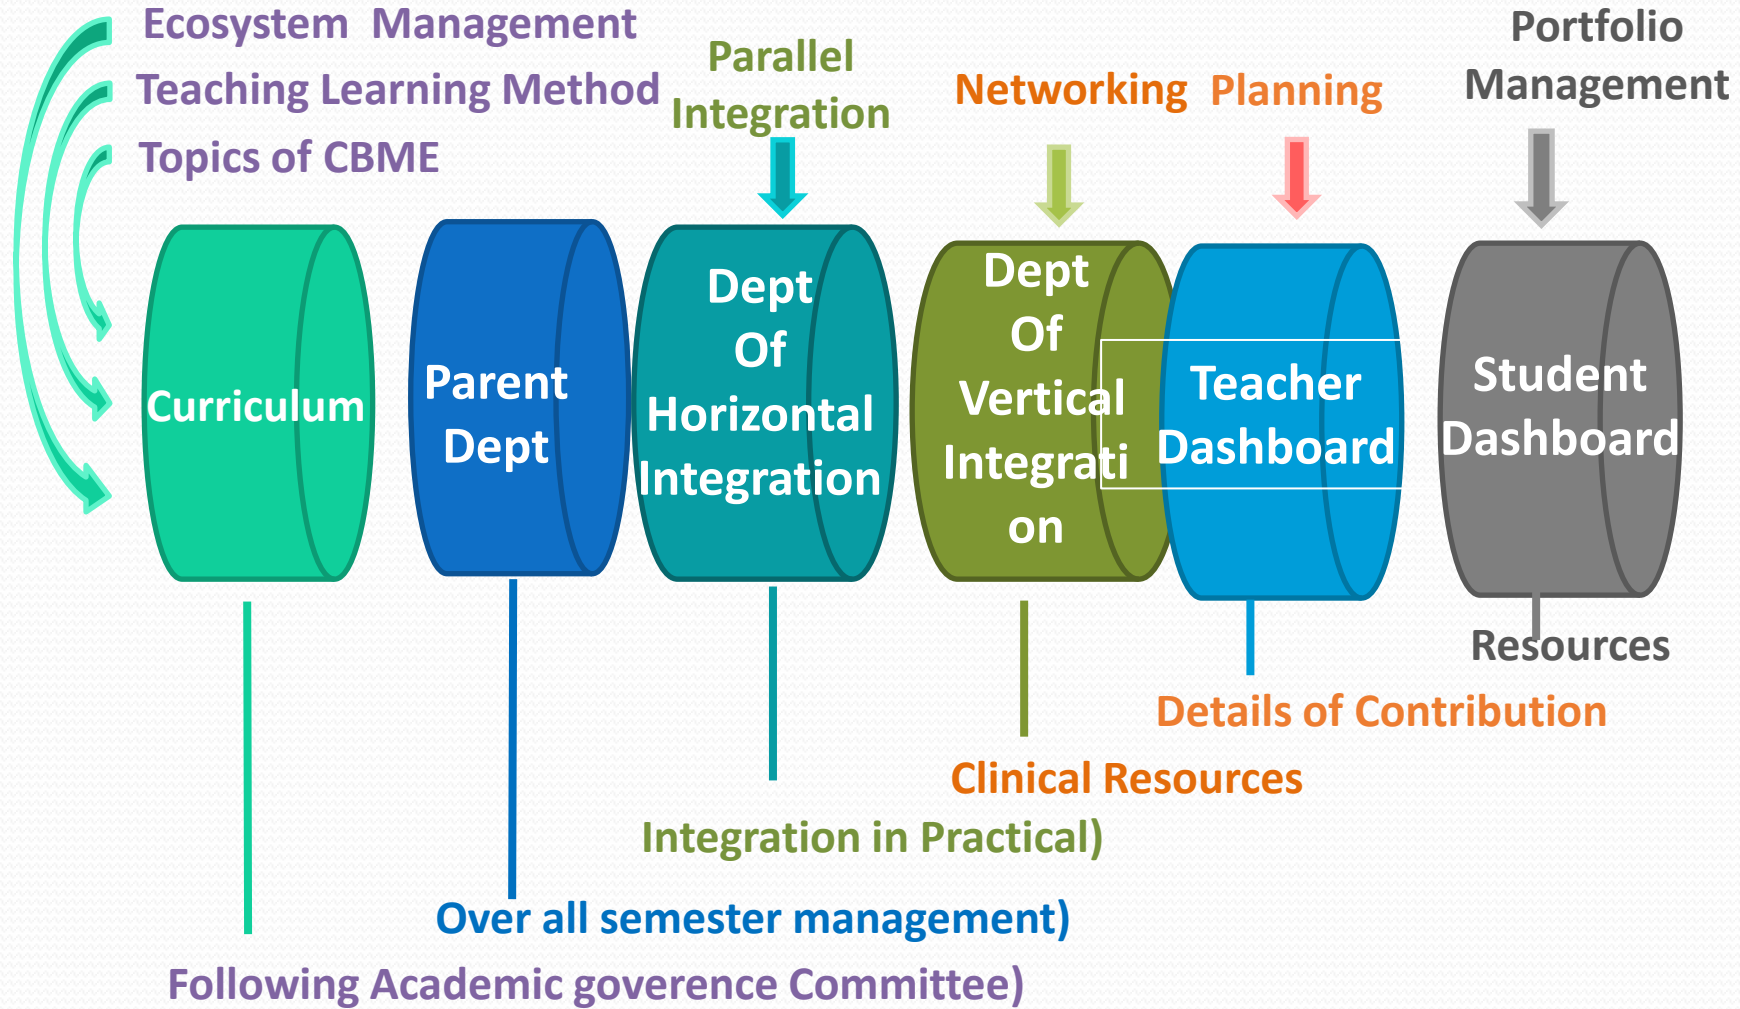 Ecosystem  Management
Teaching Learning Method
Topics of CBME
Parallel
Integration
Networking
Planning
Portfolio
Management
Curriculum
Parent
Dept
Dept
Of
Horizontal
Integration
Dept
Of
Vertical
Integrati
on
Teacher
Dashboard
Student
Dashboard
Resources
Details of Contribution
Clinical Resources
Integration in Practical)
Over all semester management)
Following Academic goverence Committee)